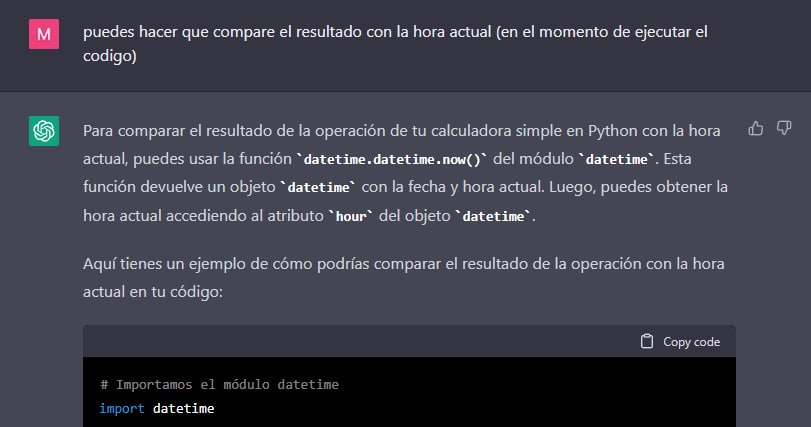 M
puedes hacer que compare el resultado con la hora actual (en el momento de ejecutar el
codigo)
Para comparar el resultado de la operación de tu calculadora simple en Python con la hora
actual, puedes usar la función `datetime.datetime.now()` del módulo `datetime`. Esta
función devuelve un objeto `datetime` con la fecha y hora actual. Luego, puedes obtener la
hora actual accediendo al atributo `hour` del objeto `datetime`.
Aquí tienes un ejemplo de cómo podrías comparar el resultado de la operación con la hora
actual en tu código:
Copy code
# Importamos el módulo datetime
import datetime